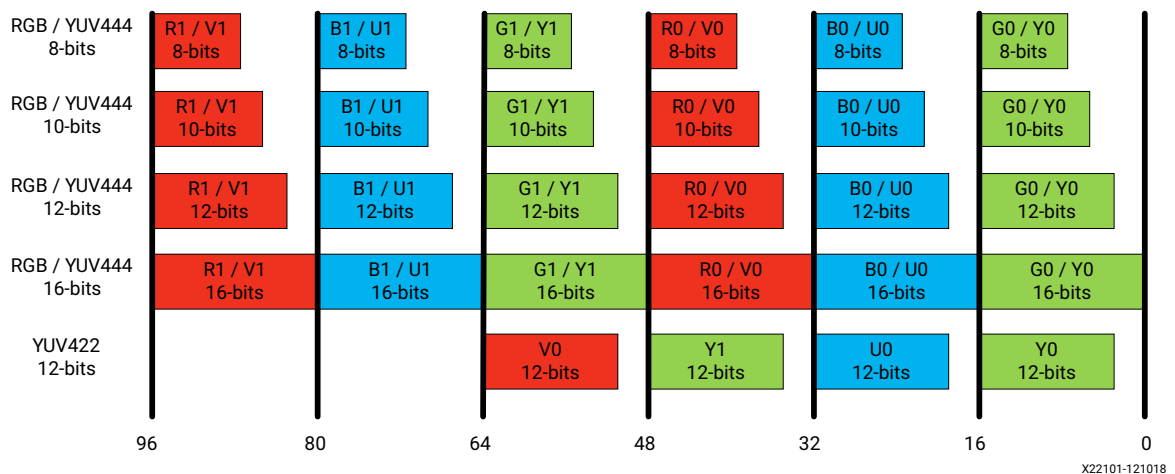 RGB / YUV444
8-bits
R1 / V1
8-bits
B1 / U1
8-bits
G1 / Y1
8-bits
R0 / V0
8-bits
B0 / U0
8-bits
G0 / Y0
8-bits
RGB / YUV444
10-bits
R1 / V1
10-bits
B1 / U1
10-bits
G1 / Y1
10-bits
R0 / V0
10-bits
B0 / U0
10-bits
G0 / Y0
10-bits
RGB / YUV444
12-bits
R1 / V1
12-bits
B1 / U1
12-bits
G1 / Y1
12-bits
R0 / V0
12-bits
B0 / U0
12-bits
G0 / Y0
12-bits
RGB / YUV444
16-bits
R1 / V1
16-bits
B1 / U1
16-bits
G1 / Y1
16-bits
R0 / V0
16-bits
B0 / U0
16-bits
G0 / Y0
16-bits
YUV422
12-bits
V0
12-bits
Y1
12-bits
U0
12-bits
Y0
12-bits
96 80 64 48 32 16 0
X22101-121018